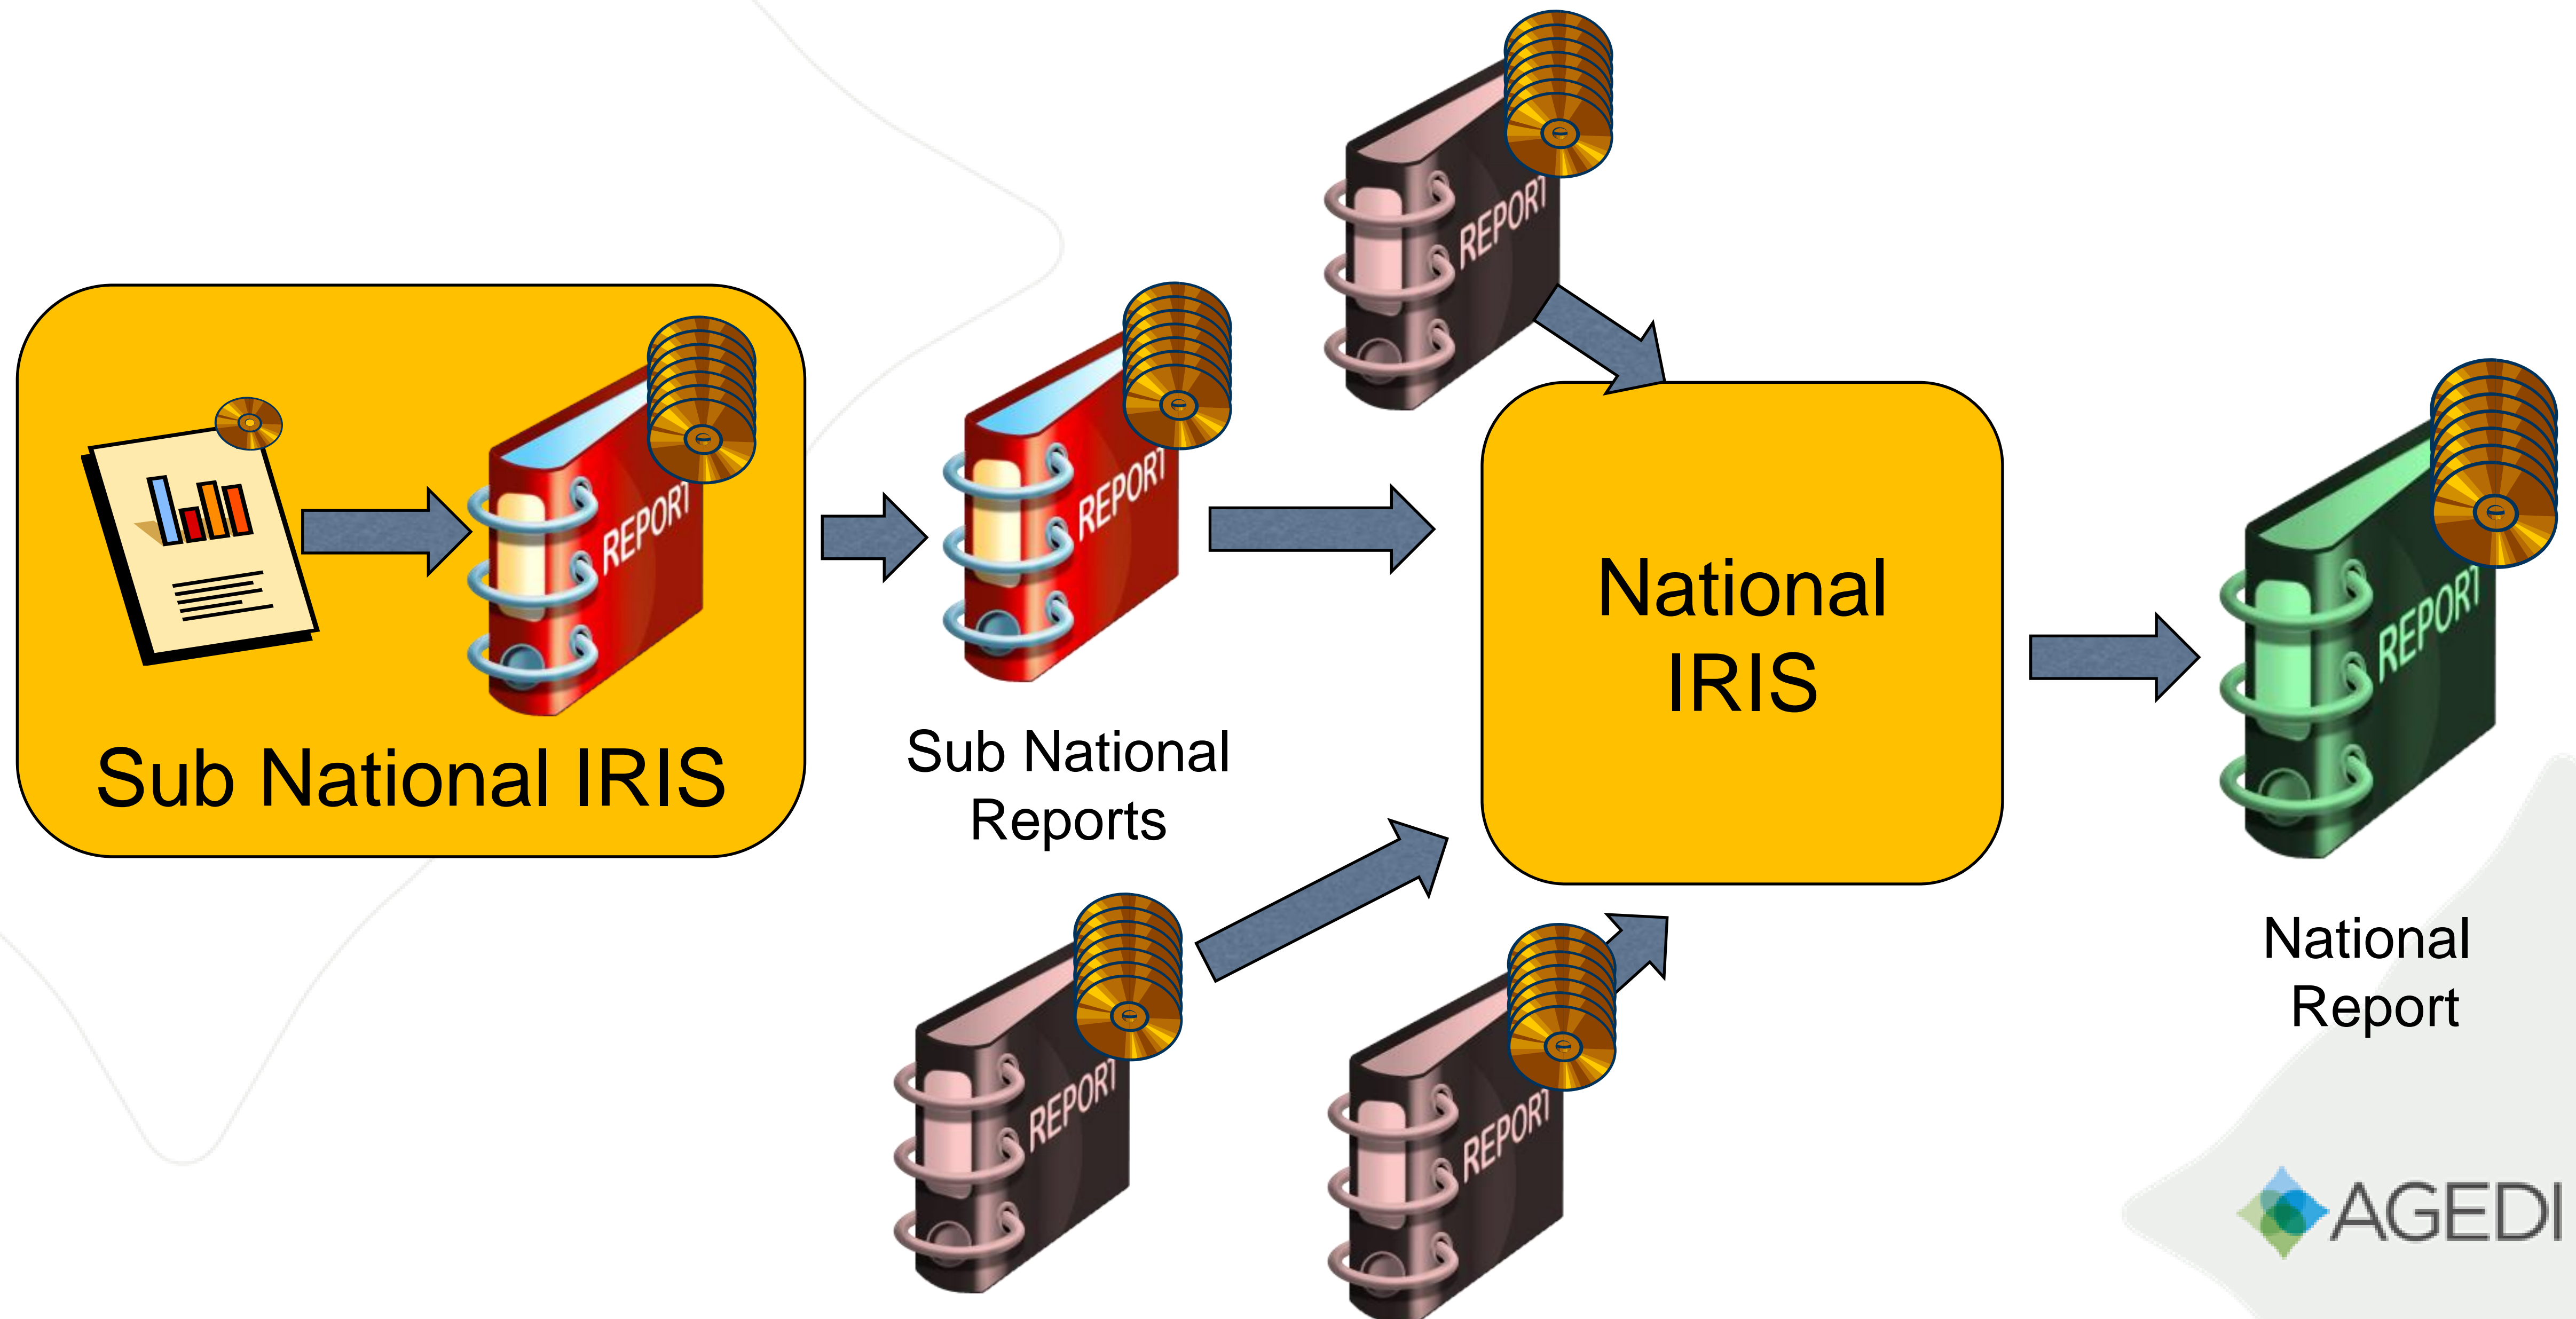 REPORT
REPORT
REPORT
Sub National IRIS
Sub National
Reports
National
IRIS
REPORT
National
Report
REPORT
REPORT
AGEDI